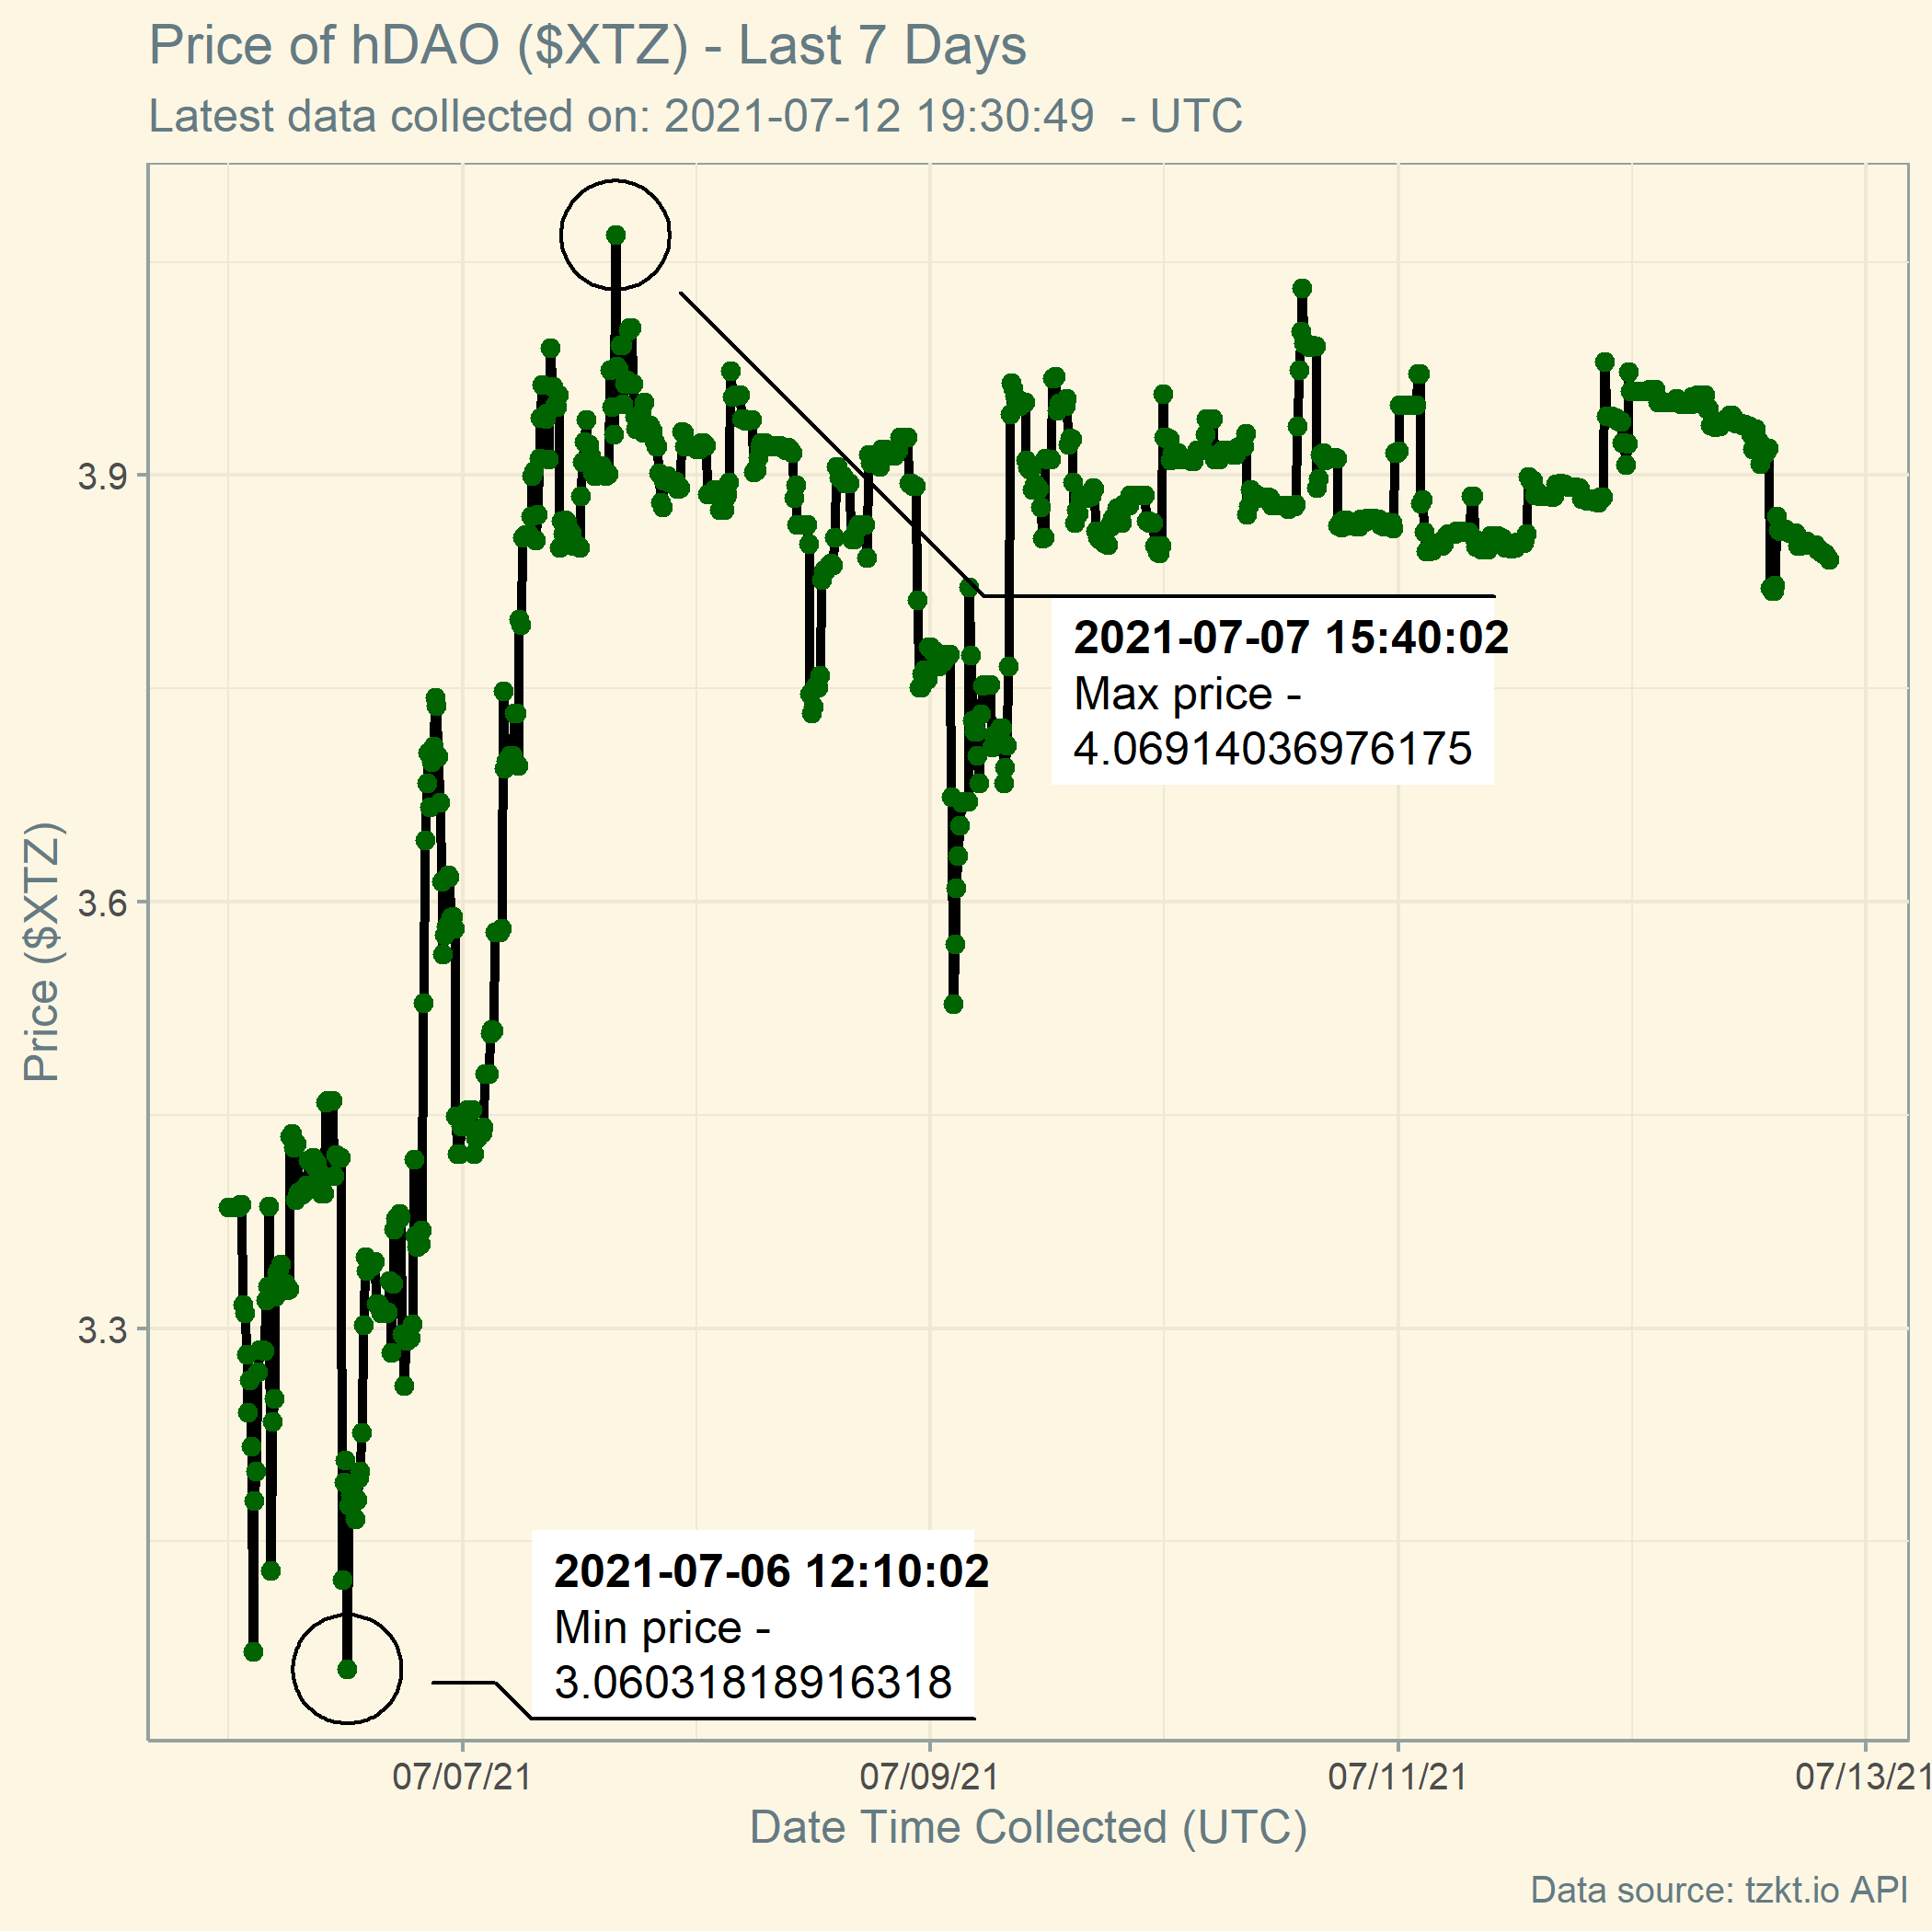 Price of hDAO ($XTZ) - Last 7 Days
Latest data collected on: 2021-07-12 19:30:49  - UTC
Price ($XTZ)
3.9
3.6
3.3
2021-07-07 15:40:02
Max price -
4.06914036976175
2021-07-06 12:10:02
Min price -
3.06031818916318
07/07/21
07/09/21
07/11/21
07/13/21
Date Time Collected (UTC)
Data source: tzkt.io API